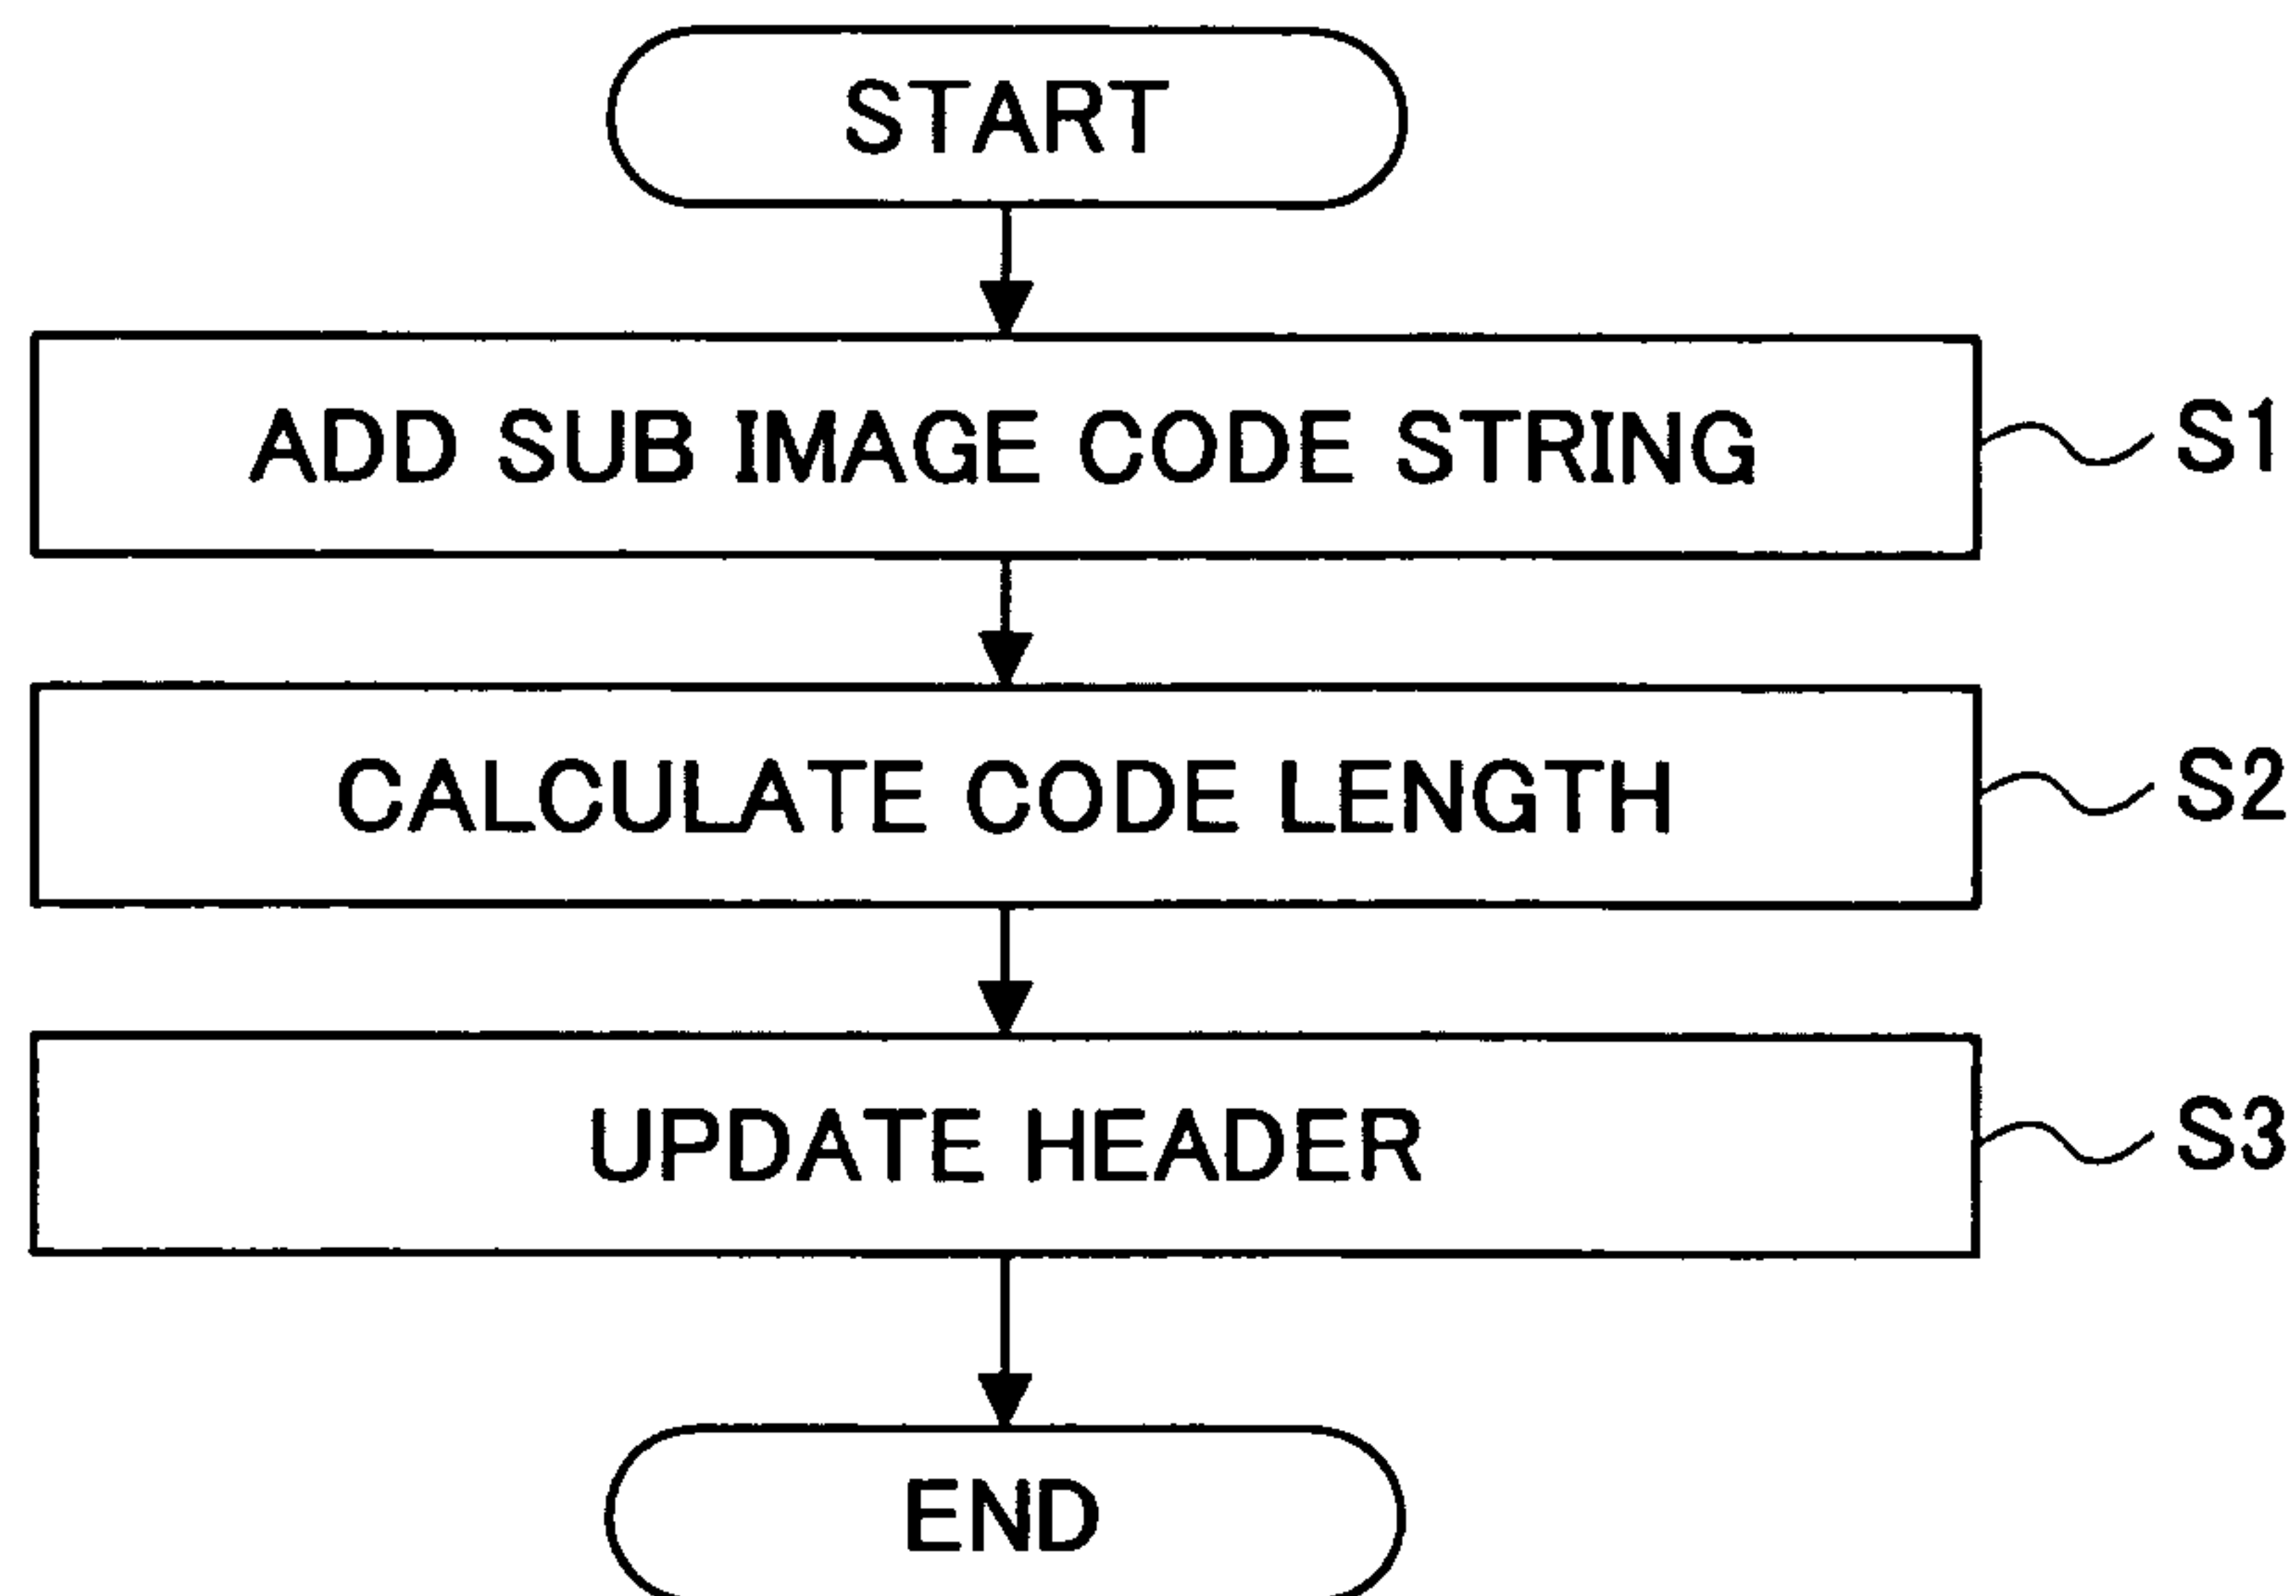 START
ADD SUB IMAGE CODE STRING S1
CALCULATE CODE LENGTH S2
UPDATE HEADER S3
END